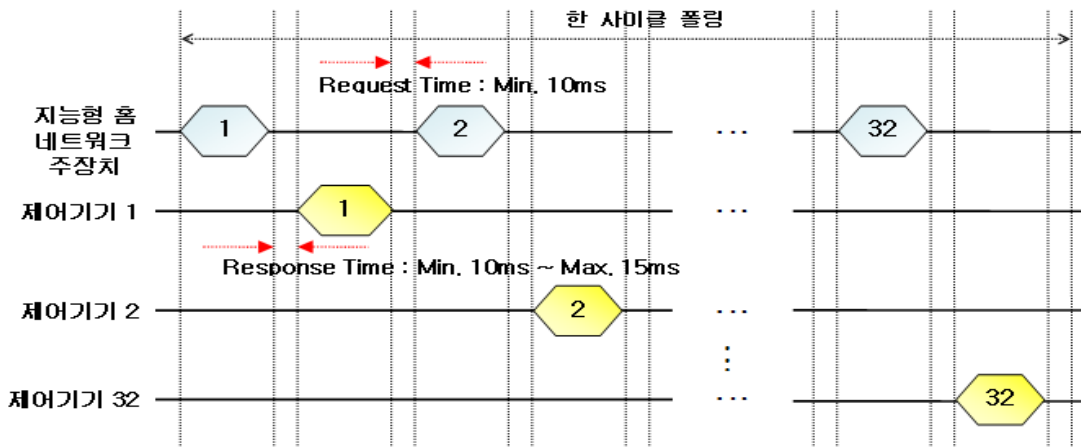 한 사이클 폴링
Request Time : Min. 10ms
지능형 홈
네트워크
주장치
1
2
...
32
제어기기 1
1
...
Response Time : Min. 10ms ~ Max. 15ms
제어기기 2
2
...
⋮
제어기기 32
...
32